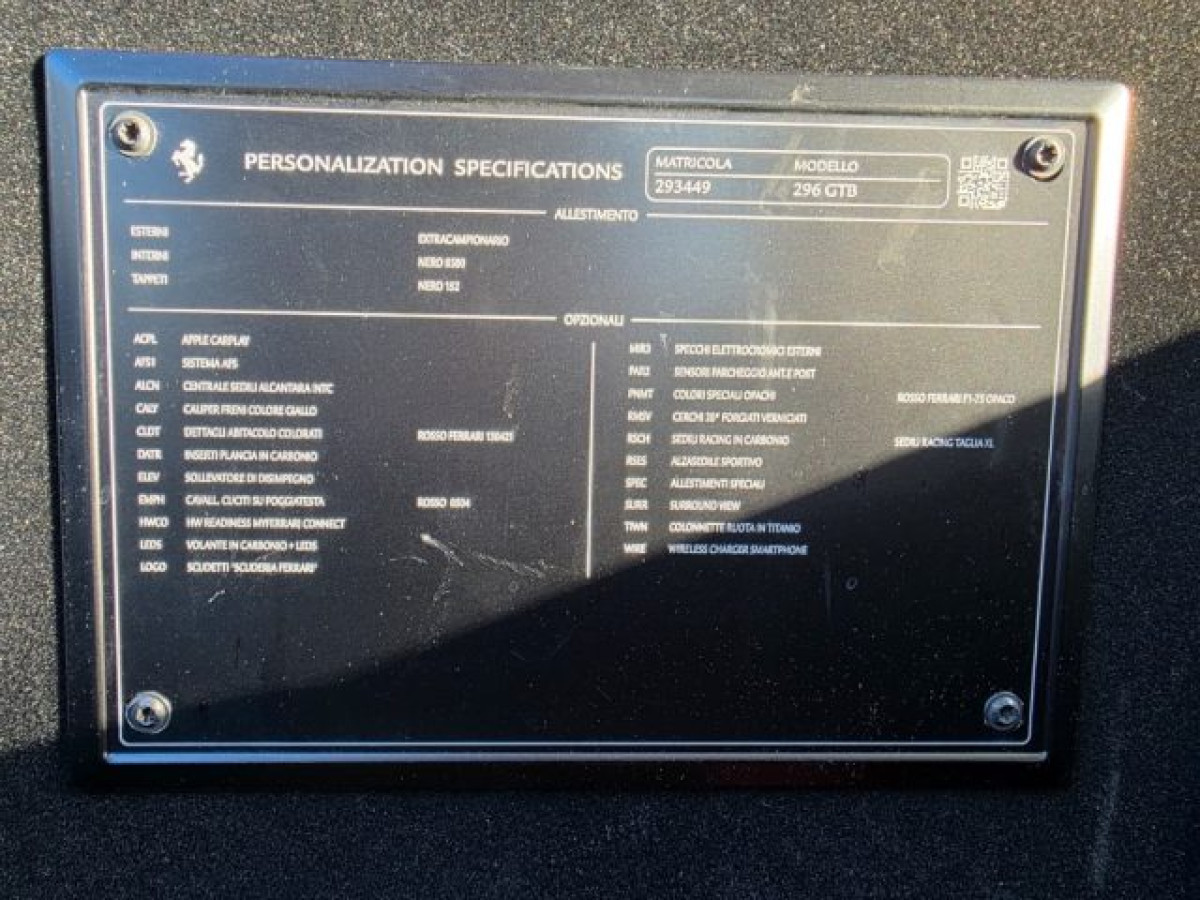 PERSONALIZATION SPECIFICATIONS
MATRICOLA MODELLO
293449 296 GTB
ALLESTIMENTO
ESTERNI EXTRACAMPIONARIO
INTERNI NERO 8500
TAPPETI NERO 152
OPZIONALI
ACPL APPLE CARPLAY
AFS1 SISTEMA AFS
ALCN CENTRALE SEDILI ALCANTARA INTC
CALY CALIPER FRENI COLORE GIALLO
CLDT DETTAGLI ABITACOLO COLORATI ROSSO FERRARI
DATR INSERTI PLANCIA IN CARBONIO
ELEV SOLLEVATORE DI DISIMPEGNO
EMPH CAVALL. CUCITI SU POGGIATESTA ROSSO
HWCO HW READINESS MYFERRARI CONNECT
LEDS VOLANTE IN CARBONIO + LEDS
LOGO SCUDETTI "SCUDERIA FERRARI"
MIR3 SPECCHI ELETTROCROMICI ESTERNI
PAR2 SENSORI PARCHEGGIO ANT.E POST
PNMT COLORI SPECIALI OPACHI ROSSO FERRARI F1-75 OPACO
RMSV CERCHI 20" FORGIATI VERNICIATI
RSCH SEDILI RACING IN CARBONIO SEDILI RACING TAGLIA XL
RSES ALZASEDILE SPORTIVO
SPEC ALLESTIMENTI SPECIALI
SURR SURROUND VIEW
TIWN COLONNETTE RUOTA IN TITANIO
WIRE WIRELESS CHARGER SMARTPHONE